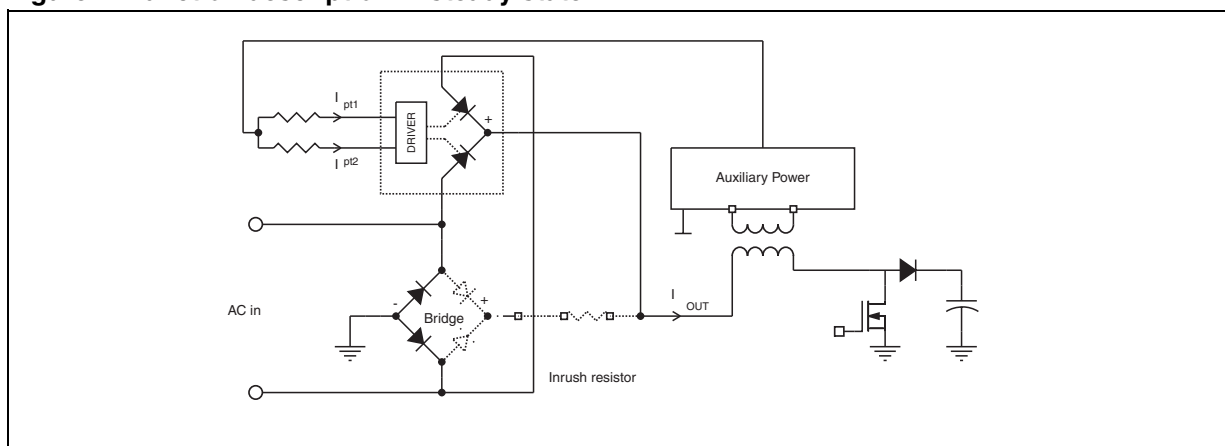 I pt1
DRIVER
+
I pt2
Auxiliary Power
AC in
-
Bridge
+
I OUT
Inrush resistor